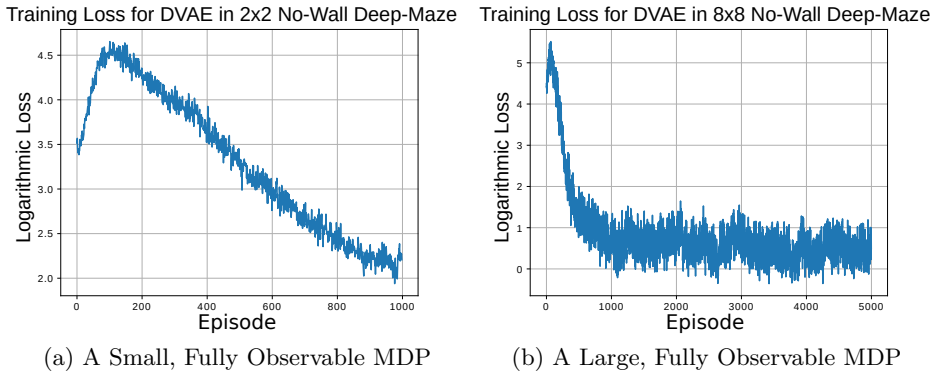 Training Loss for DVAE in 2x2 No-Wall Deep-Maze
Logarithmic Loss
4.5
4.0
3.5
3.0
2.5
2.0
0 200 400 600 800 1000
Episode
(a) A Small, Fully Observable MDP
Training Loss for DVAE in 8x8 No-Wall Deep-Maze
Logarithmic Loss
5
4
3
2
1
0
0 1000 2000 3000 4000 5000
Episode
(b) A Large, Fully Observable MDP